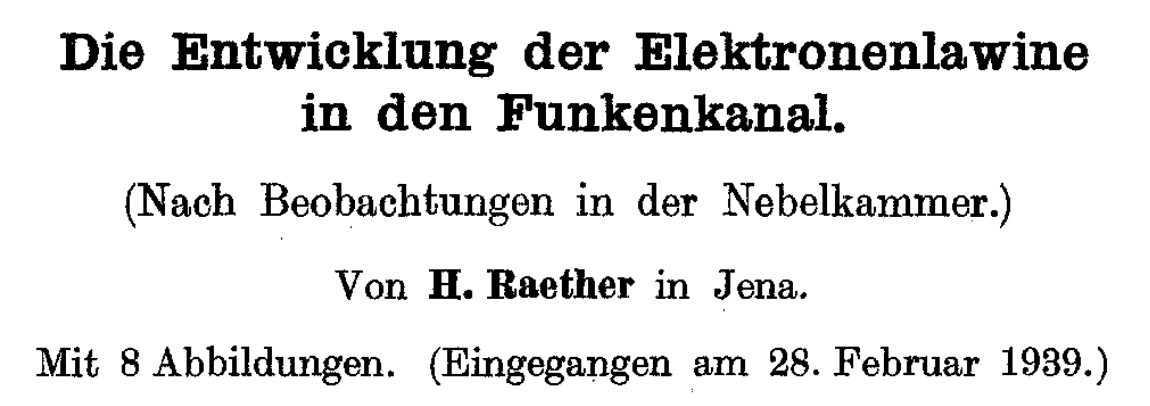 Die Entwicklung der Elektronenlawine
in den Funkenkanal.
(Nach Beobachtungen in der Nebelkammer.)
Von H. Raether in Jena.
Mit 8 Abbildungen. (Eingegangen am 28. Februar 1939.)